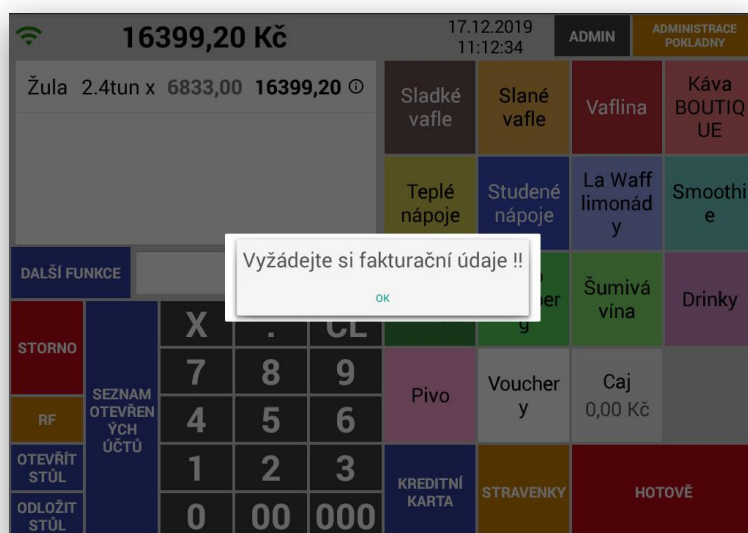 16399,20 Kč
17.12.2019
11:12:34
ADMIN
ADMINISTRACE
POKLADNY
Žula 2.4tun x 6833,00 16399,20
Sladké
vafle
Slané
vafle
Vaflina
Káva
BOUTIQ
UE
Teplé
nápoje
Studené
nápoje
La Waff
limonád
y
Smoothi
e
Vyžádejte si fakturační údaje !!
OK
DALŠÍ FUNKCE
er
g
Šumivá
vína
Drinky
STORNO
RF
OTEVŘÍT
STŮL
ODLOŽIT
STŮL
SEZNAM
OTEVŘEN
ÝCH
ÚČTŮ
X . CL
7 8 9
4 5 6
1 2 3
0 00 000
Pivo
Voucher
y
Caj
0,00 Kč
KREDITNÍ
KARTA
STRAVENKY
HOTOVĚ